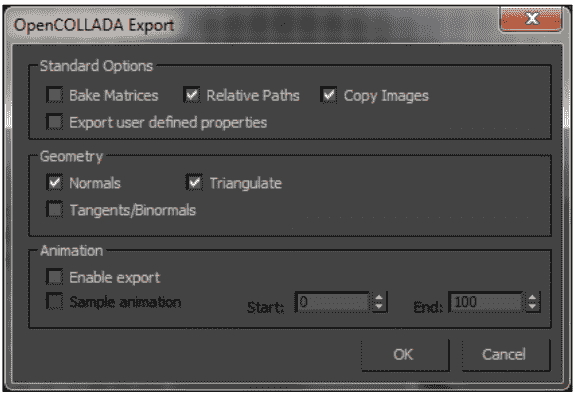 OpenCOLLADA Export
Standard Options
Bake Matrices Relative Paths Copy Images
Export user defined properties
Geometry
Normals Triangulate
Tangents/Binormals
Animation
Enable export
Sample animation Start: 0 End: 100
OK Cancel